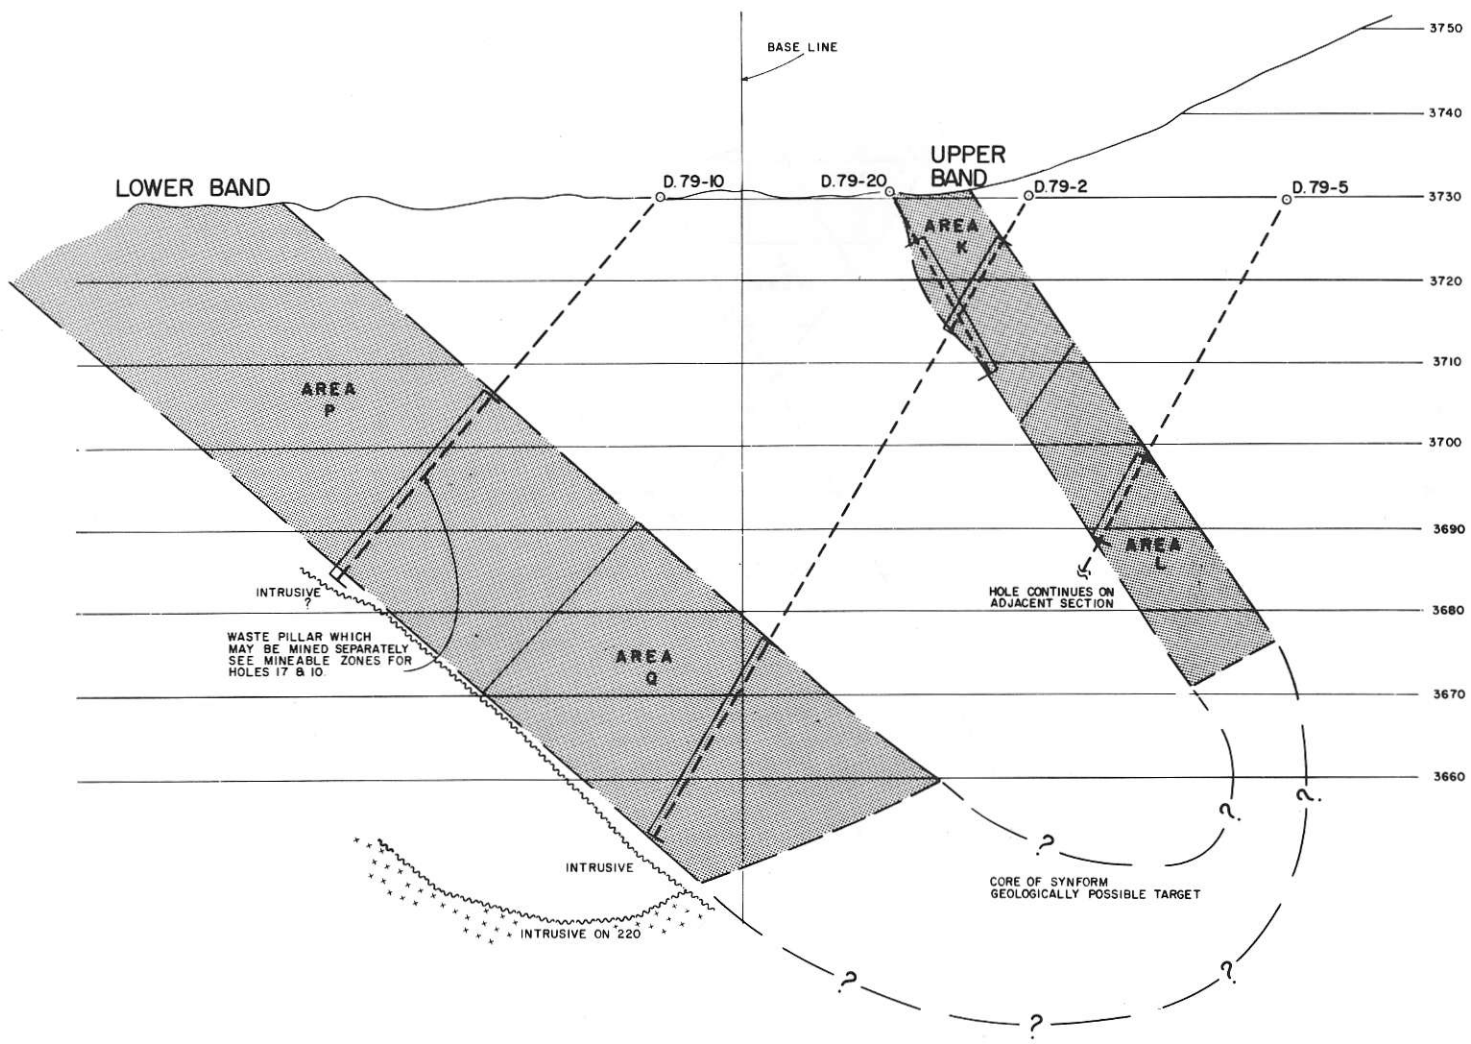 3750
BASE LINE
3740
UPPER
BAND
LOWER BAND
D.79-10
D.79-20
D.79-2
D.79-5
3730
AREA
K
3720
3710
AREA
P
3700
3690
AREA
L
INTRUSIVE
?
HOLE CONTINUES ON
ADJACENT SECTION
3680
WASTE PILLAR WHICH
MAY BE MINED SEPARATELY
SEE MINEABLE ZONES FOR
HOLES 17 & 10.
AREA
Q
3670
3660
?
?
?
INTRUSIVE
CORE OF SYNFORM
GEOLOGICALLY POSSIBLE TARGET
INTRUSIVE ON 220
?
?
?